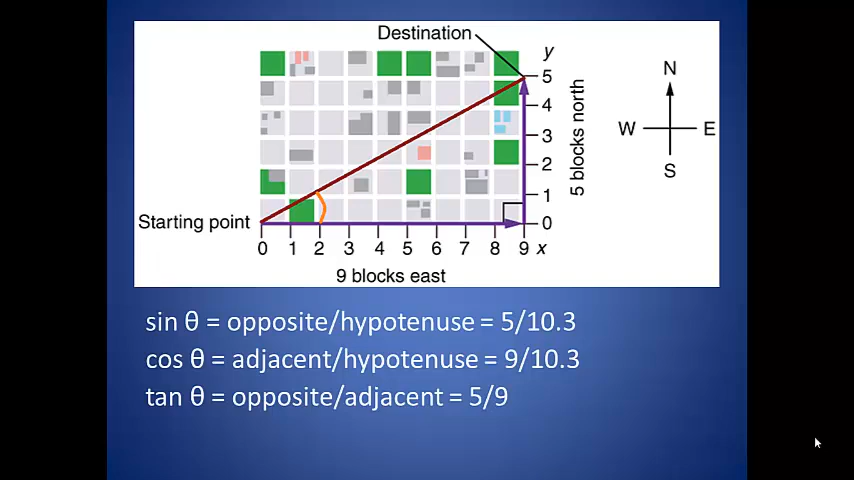 Destination
y
5
4
3
2
1
0
5 blocks north
N
W E
S
Starting point
0 1 2 3 4 5 6 7 8 9 x
9 blocks east
sin θ = opposite/hypotenuse = 5/10.3
cos θ = adjacent/hypotenuse = 9/10.3
tan θ = opposite/adjacent = 5/9